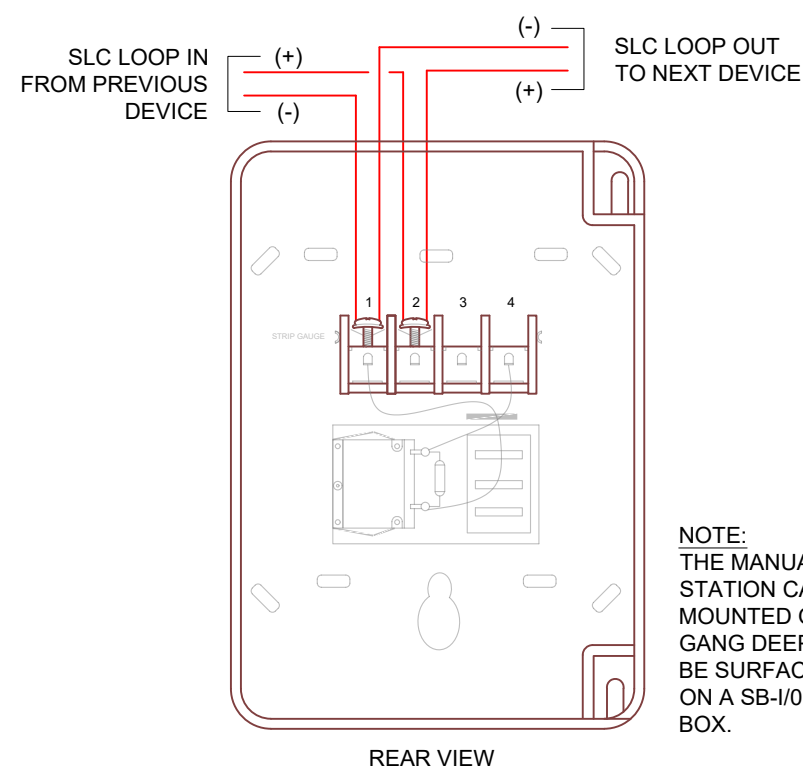 SLC LOOP IN
FROM PREVIOUS
DEVICE
(+)
(-)
(-)
(+)
SLC LOOP OUT
TO NEXT DEVICE
1 2 3 4
STRIP GAUGE
NOTE:
THE MANUA
STATION CA
MOUNTED
GANG DEEP
BE SURFAC
ON A SB-I/0
BOX.
REAR VIEW